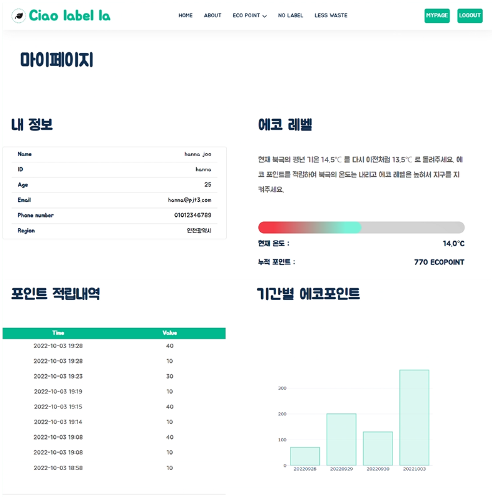 Ciao label la
HOME ABOUT ECO POINT NO LABEL LESS WASTE MYPAGE LOGOUT
마이페이지
내 정보
Name hanna joo
ID hanna
Age 25
Email hanna@pjt3.com
Phone number 01012346789
Region 인천광역시
에코 레벨
현재 북극의 평년 기온 14.5°C 를 다시 이전처럼 13.5°C 로 돌려주세요. 에
코 포인트를 적립하여 북극의 온도는 내리고 에코 레벨은 높여서 지구를 지
켜주세요.
현재 온도 : 14.0°C
누적 포인트 : 770 ECOPOINT
포인트 적립내역
Time Value
2022-10-03 19:28 40
2022-10-03 19:28 10
2022-10-03 19:23 30
2022-10-03 19:19 10
2022-10-03 19:15 40
2022-10-03 19:14 10
2022-10-03 19:08 40
2022-10-03 19:08 10
2022-10-03 18:58 10
기간별 에코포인트
300
200
100
0
20220928 20220929 20220930 20221003